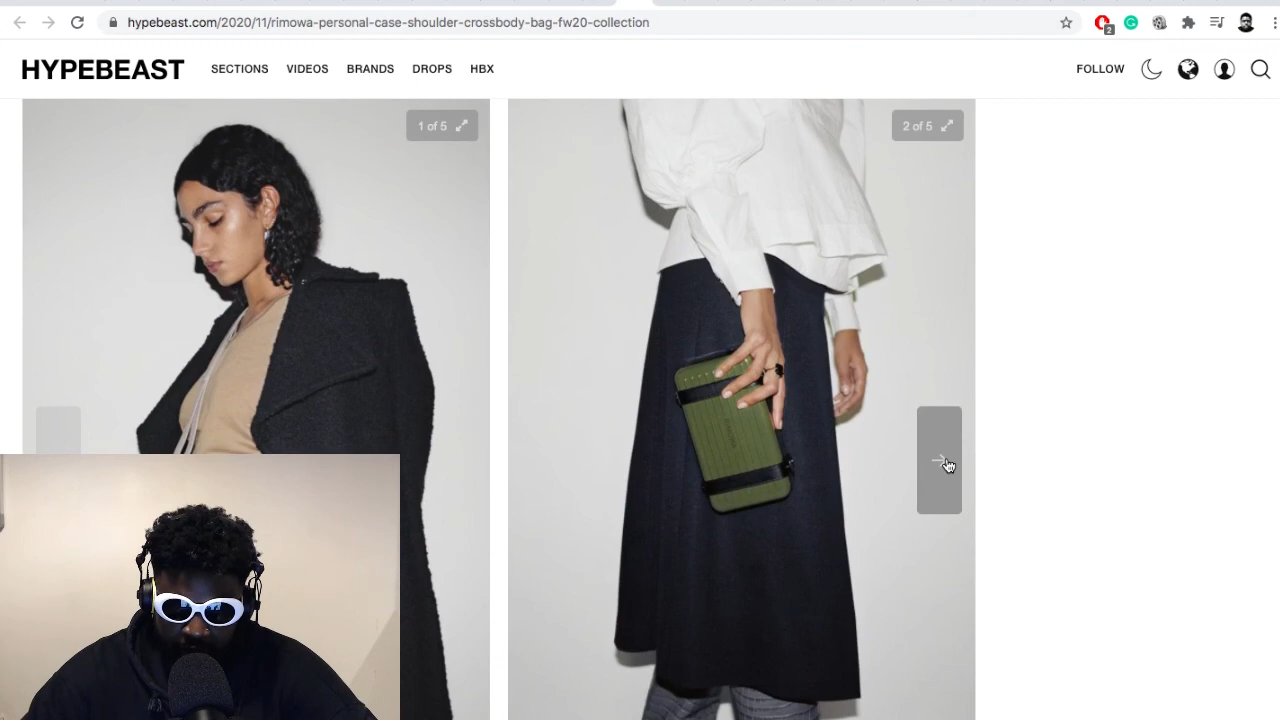 hypebeast.com/2020/11/rimowa-personal-case-shoulder-crossbody-bag-fw20-collection
2
HYPEBEAST SECTIONS VIDEOS BRANDS DROPS HBX FOLLOW
1 of 5
2 of 5